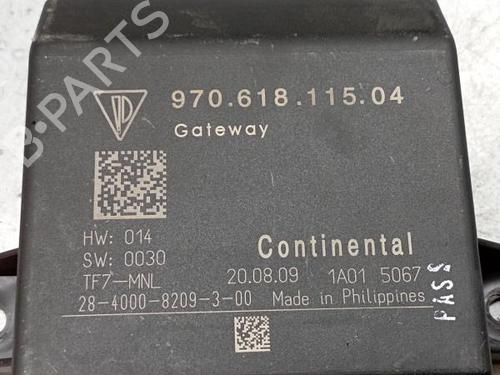 970.618.115.04
Gateway
HW: 014
SW: 0030
TF7-MNL
28-4000-8209-3-00
Continental
20.08.09 1A01 5067
Made in Philippines
PASS
B-PARTS